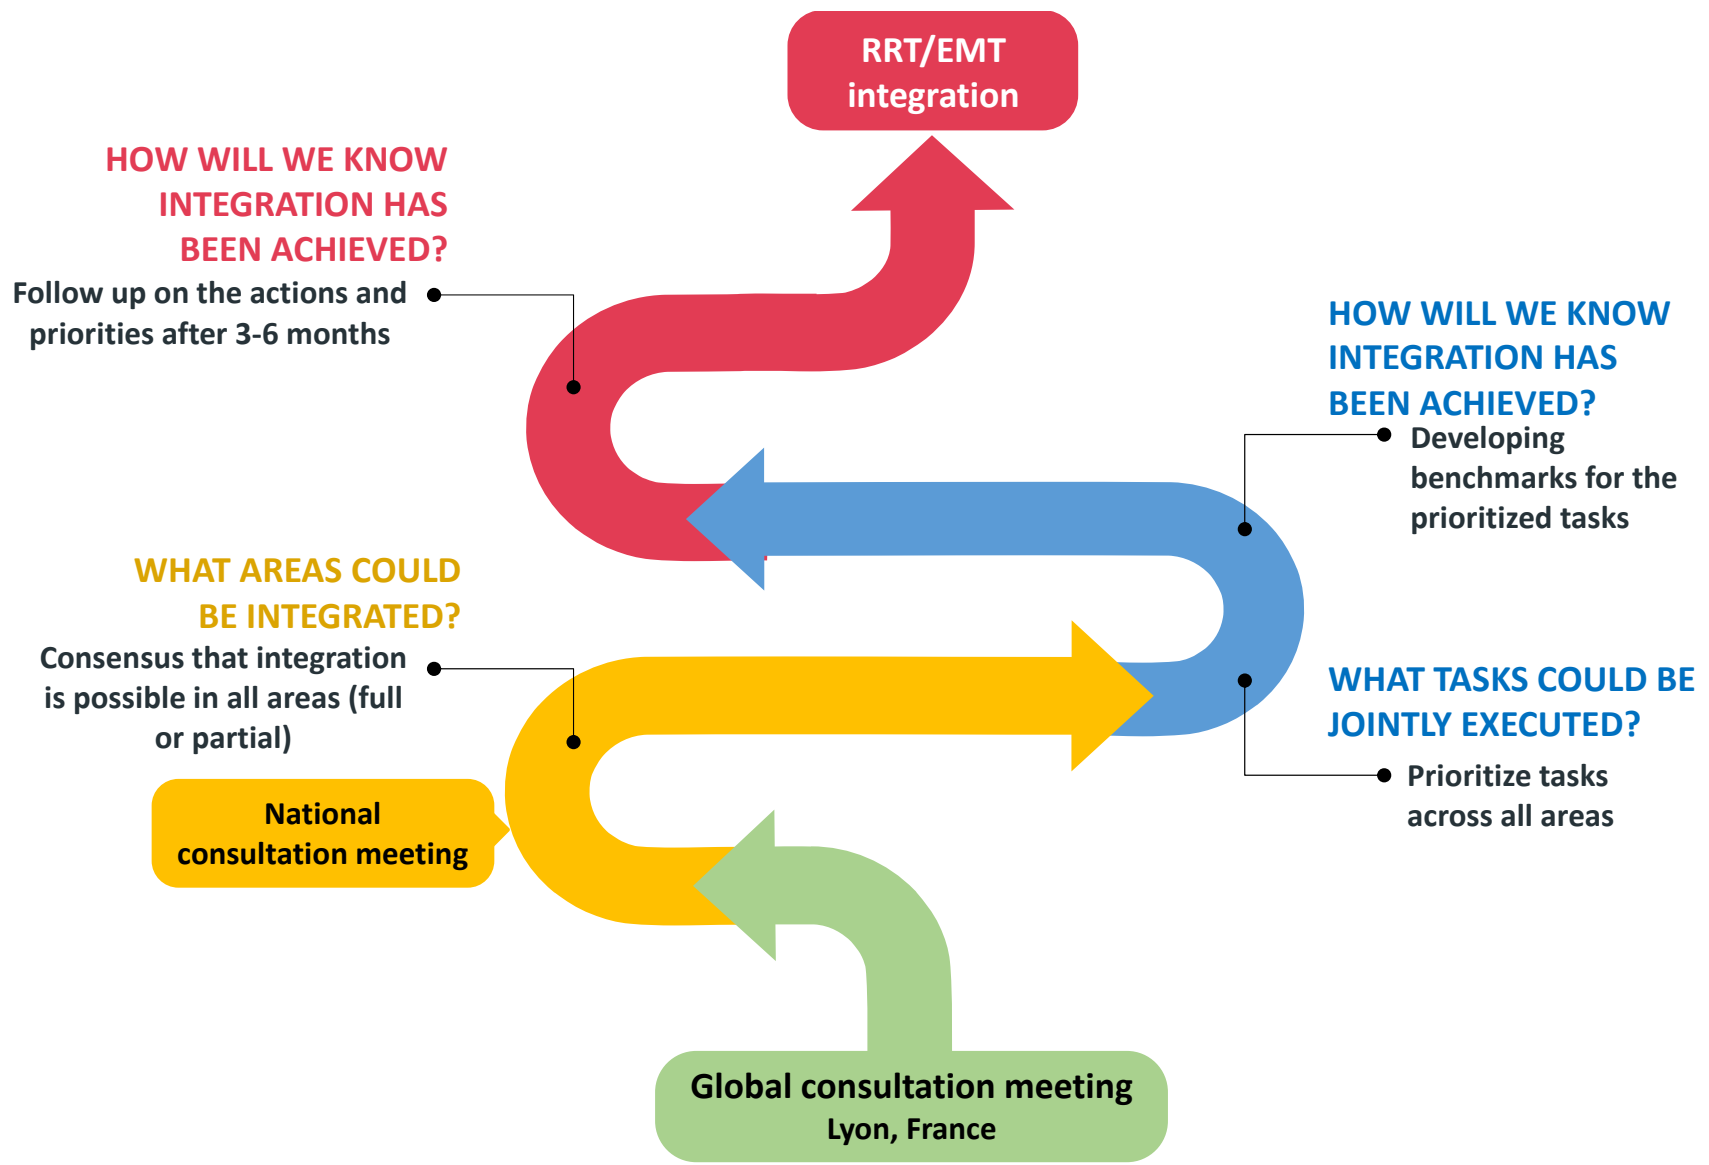 RRT/EMT
integration
HOW WILL WE KNOW
INTEGRATION HAS
BEEN ACHIEVED?
Follow up on the actions and
priorities after 3-6 months
HOW WILL WE KNOW
INTEGRATION HAS
BEEN ACHIEVED?
Developing
benchmarks for the
prioritized tasks
WHAT AREAS COULD
BE INTEGRATED?
Consensus that integration
is possible in all areas (full
or partial)
WHAT TASKS COULD BE
JOINTLY EXECUTED?
Prioritize tasks
across all areas
National
consultation meeting
Global consultation meeting
Lyon, France